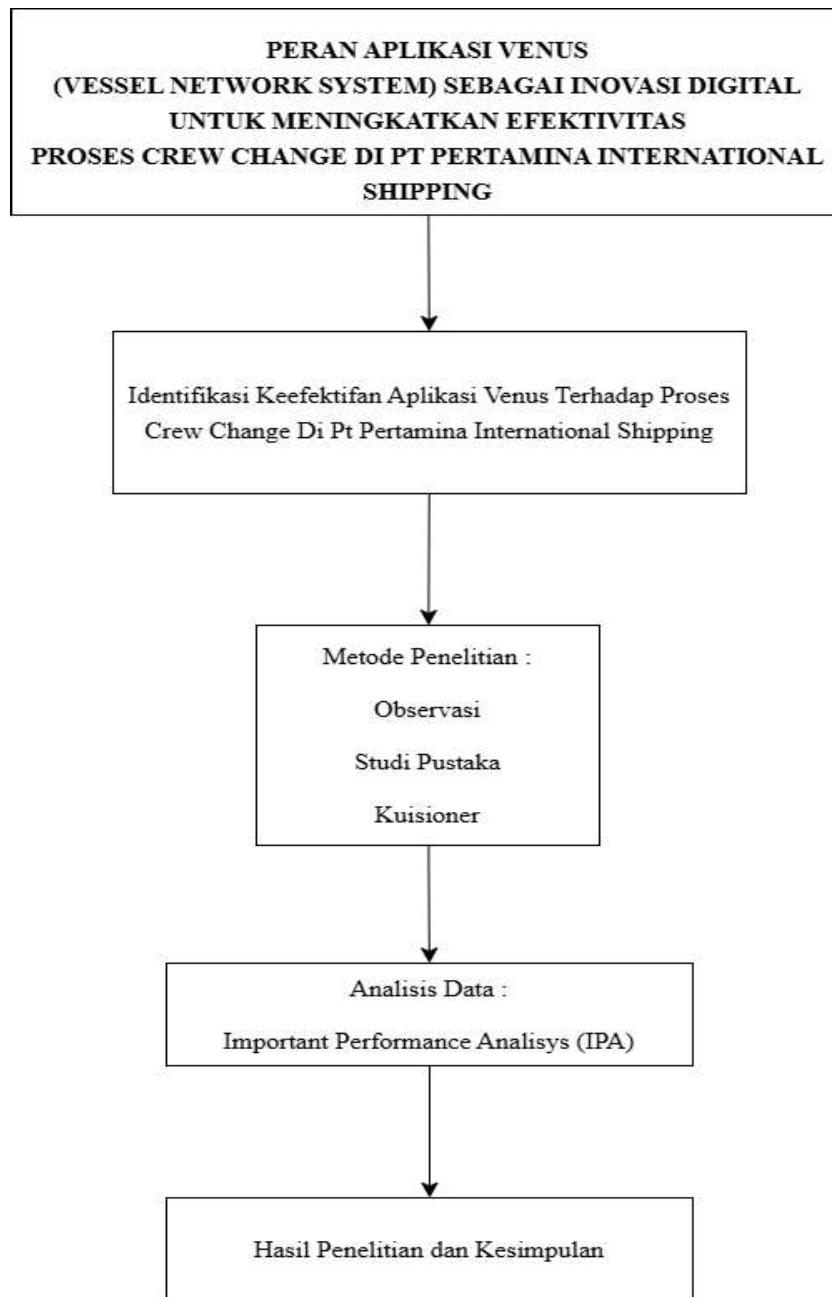 PERAN APLIKASI VENUS
(VESSEL NETWORK SYSTEM) SEBAGAI INOVASI DIGITAL
UNTUK MENINGKATKAN EFEKTIVITAS
PROSES CREW CHANGE DI PT PERTAMINA INTERNATIONAL
SHIPPING
Identifikasi Keefektifan Aplikasi Venus Terhadap Proses
Crew Change Di Pt Pertamina International Shipping
Metode Penelitian :
Observasi
Studi Pustaka
Kuisioner
Analisis Data :
Important Performance Analisys (IPA)
Hasil Penelitian dan Kesimpulan